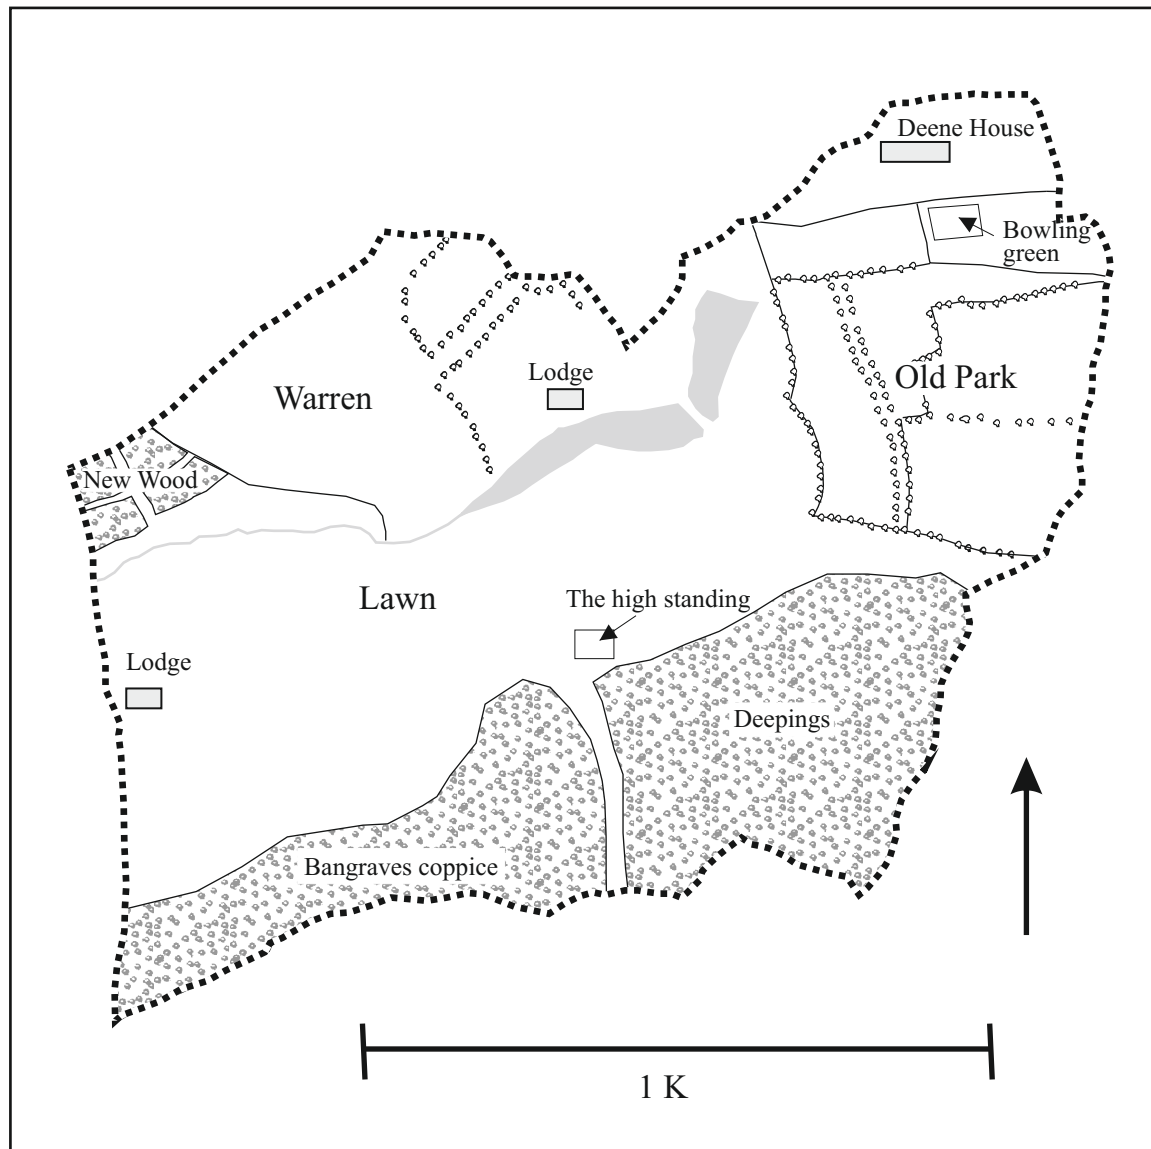 Deene House
Bowling
green
Lodge
Old Park
Warren
New Wood
Lawn
The high standing
Lodge
Deepings
Bangraves coppice
1 K